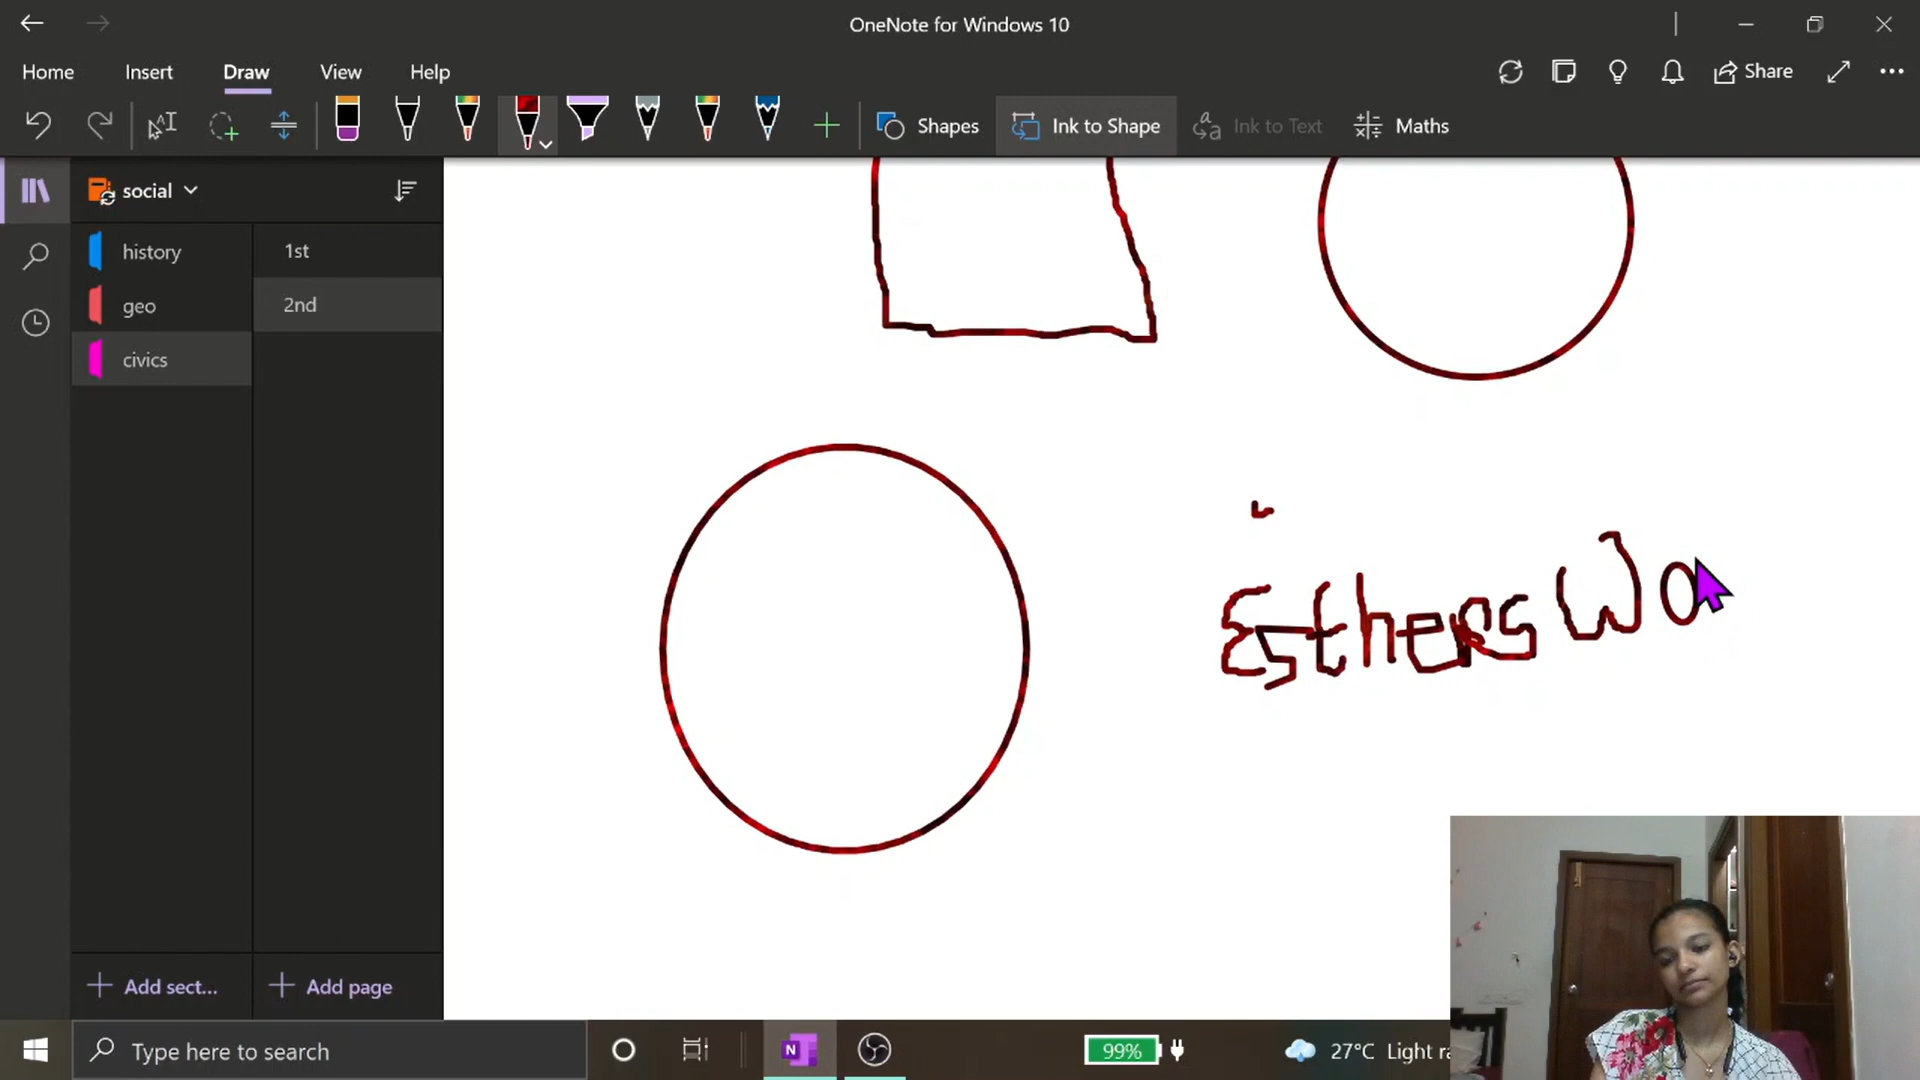 OneNote for Windows 10
Home Insert Draw View Help Share
Shapes Ink to Shape Ink to Text Maths
social
history 1st
geo 2nd
civics
Esthers Wo
Add sect... Add page
Type here to search 99% 27°C Light ra